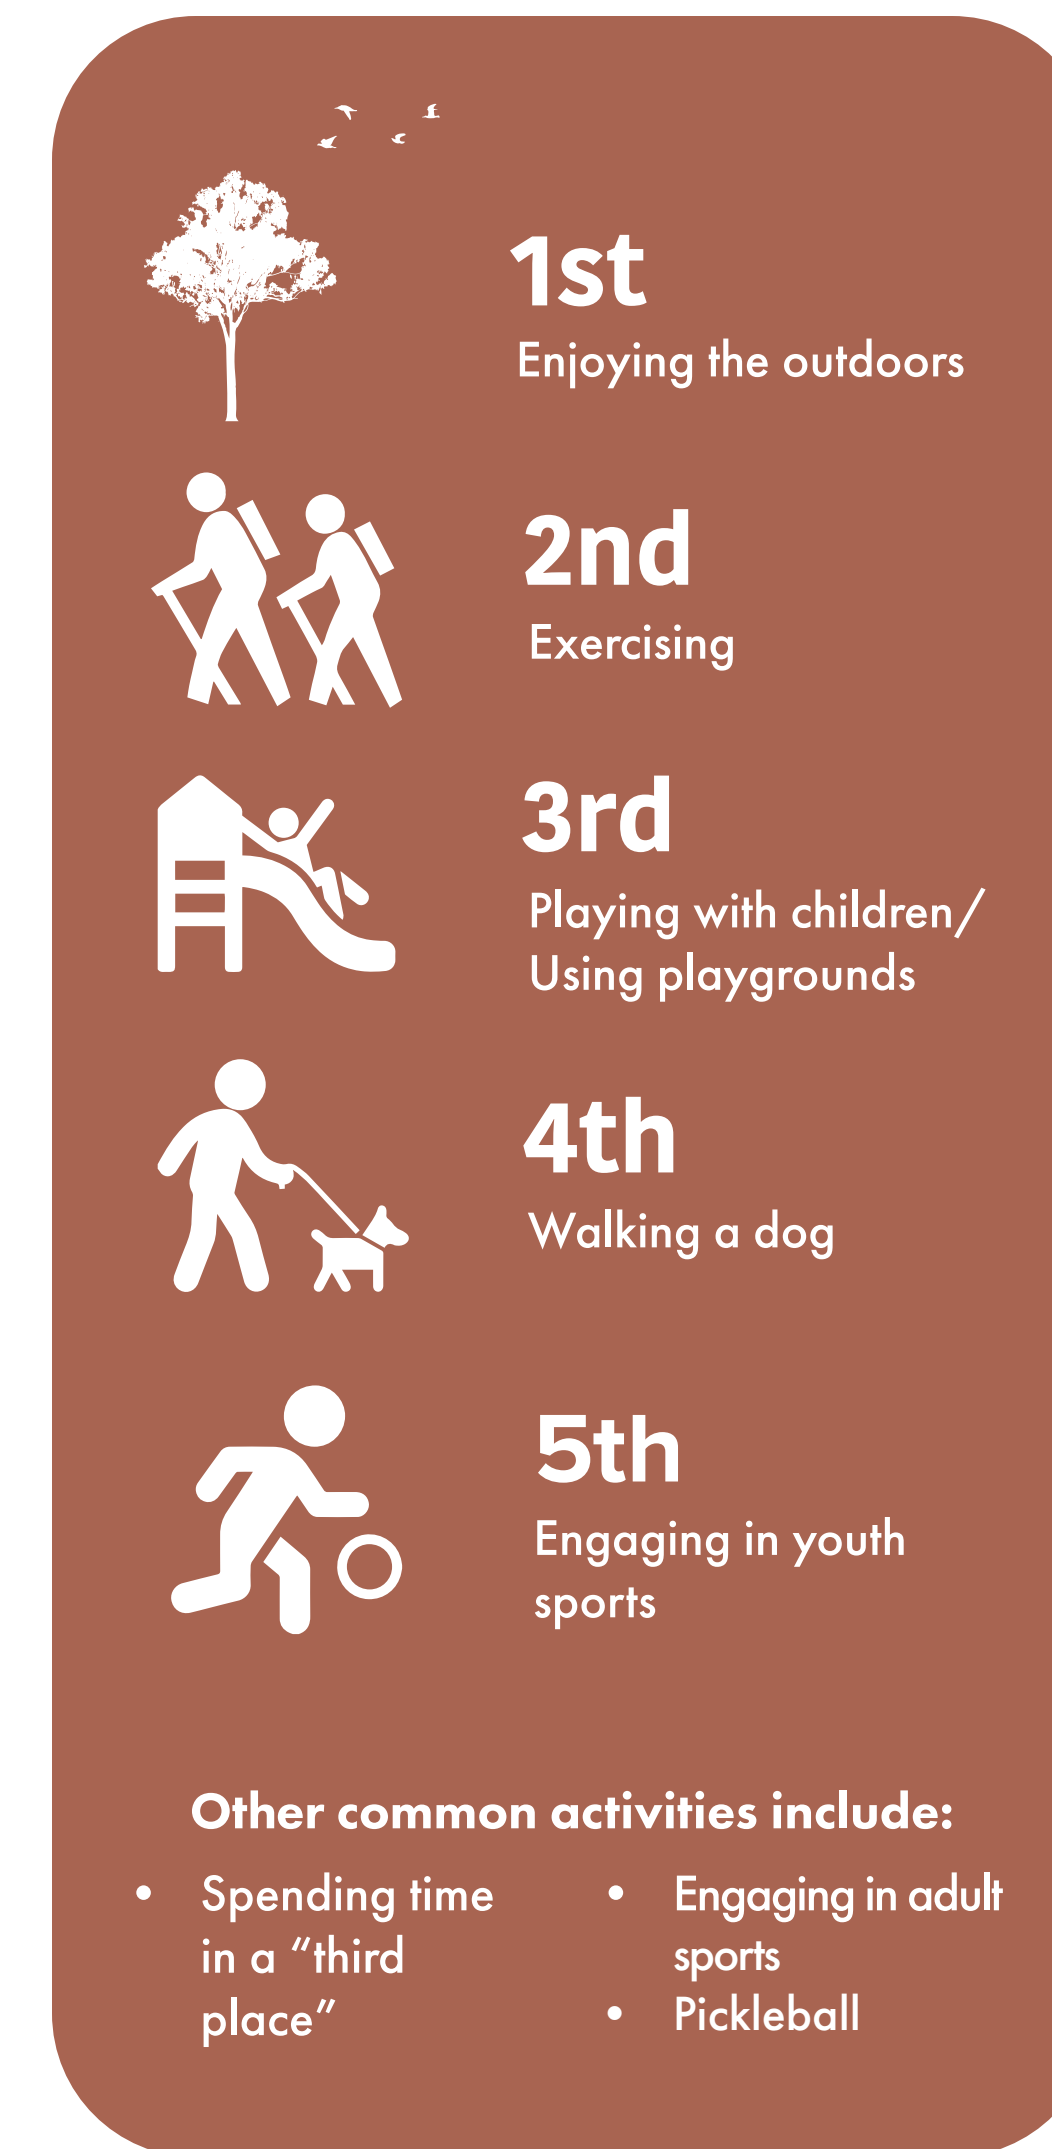 1st
Enjoying the outdoors
2nd
Exercising
3rd
Playing with children/
Using playgrounds
4th
Walking a dog
5th
Engaging in youth
sports
Other common activities include:
• Spending time
in a “third
place”
• Engaging in adult
sports
• Pickleball